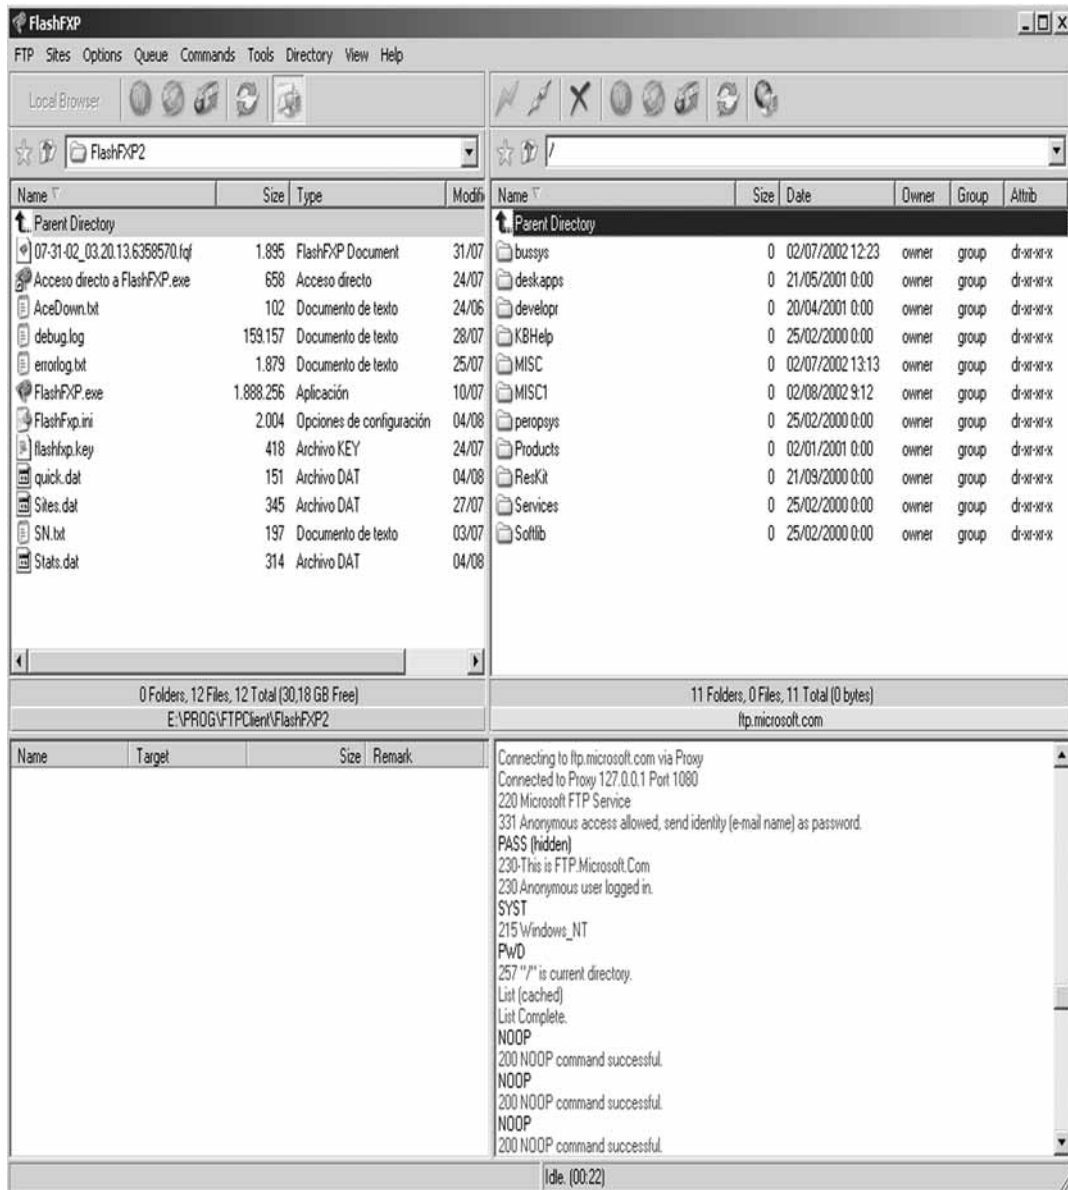 FlashFXP
FTP Sites Options Queue Commands Tools Directory View Help
Local Browser
FlashFXP2
Name Size Type Modifi
Parent Directory
07-31-02_03.20.13.6358570.fqf 1.895 FlashFXP Document 31/07
Acceso directo a FlashFXP.exe 658 Acceso directo 24/07
AceDown.txt 102 Documento de texto 24/06
debug.log 159.157 Documento de texto 28/07
errorlog.txt 1.879 Documento de texto 25/07
FlashFXP.exe 1.888.256 Aplicación 10/07
FlashFxp.ini 2.004 Opciones de configuración 04/08
flashfxp.key 418 Archivo KEY 24/07
quick.dat 151 Archivo DAT 04/08
Sites.dat 345 Archivo DAT 27/07
SN.txt 197 Documento de texto 03/07
Stats.dat 314 Archivo DAT 04/08
0 Folders, 12 Files, 12 Total (30,18 GB Free)
E:\PROG\FTPClient\FlashFXP2
/
Name Size Date Owner Group Attrib
Parent Directory
bussys 0 02/07/2002 12:23 owner group dr-xr-xr-x
deskapps 0 21/05/2001 0:00 owner group dr-xr-xr-x
developr 0 20/04/2001 0:00 owner group dr-xr-xr-x
KBHelp 0 25/02/2000 0:00 owner group dr-xr-xr-x
MISC 0 02/07/2002 13:13 owner group dr-xr-xr-x
MISC1 0 02/08/2002 9:12 owner group dr-xr-xr-x
peropsys 0 25/02/2000 0:00 owner group dr-xr-xr-x
Products 0 02/01/2001 0:00 owner group dr-xr-xr-x
ResKit 0 21/09/2000 0:00 owner group dr-xr-xr-x
Services 0 25/02/2000 0:00 owner group dr-xr-xr-x
Softlib 0 25/02/2000 0:00 owner group dr-xr-xr-x
11 Folders, 0 Files, 11 Total (0 bytes)
ftp.microsoft.com
Name Target Size Remark
Connecting to ftp.microsoft.com via Proxy
Connected to Proxy 127.0.0.1 Port 1080
220 Microsoft FTP Service
331 Anonymous access allowed, send identity (e-mail name) as password.
PASS (hidden)
230-This is FTP.Microsoft.Com
230 Anonymous user logged in.
SYST
215 Windows_NT
PWD
257 "/" is current directory.
List (cached)
List Complete.
NOOP
200 NOOP command successful.
NOOP
200 NOOP command successful.
NOOP
200 NOOP command successful.
Idle. (00:22)